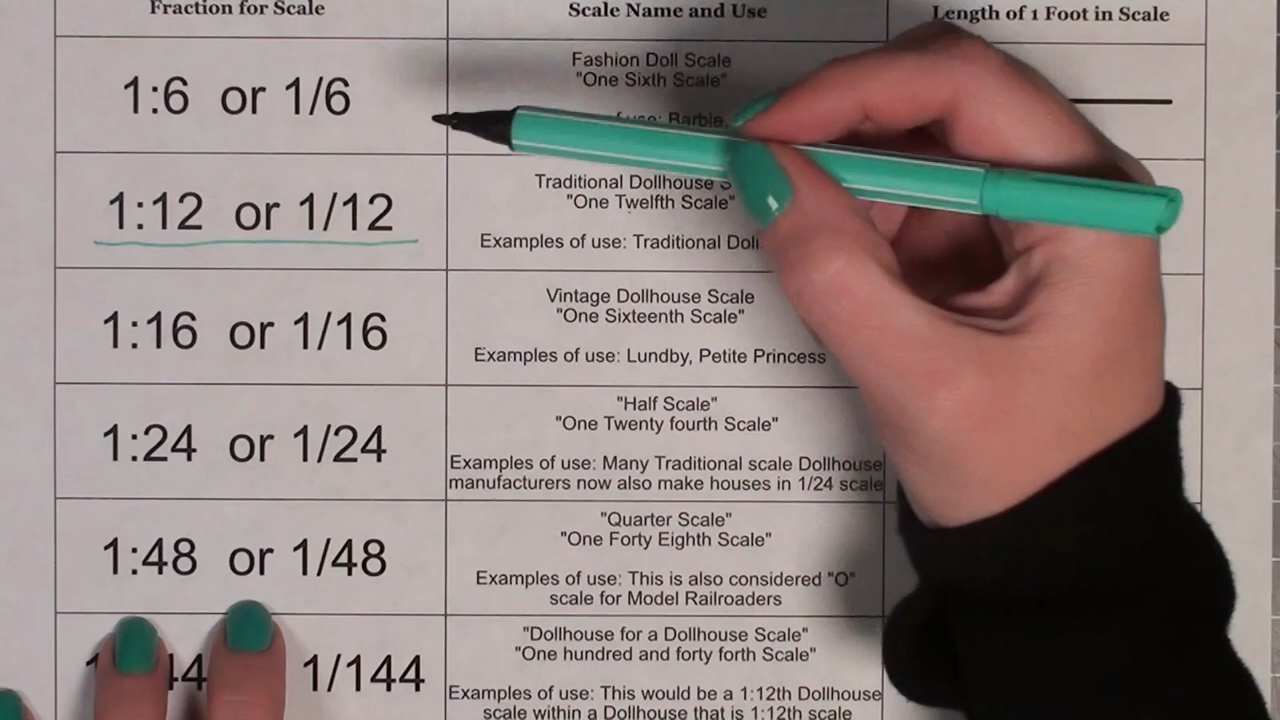 Fraction for Scale
Scale Name and Use
Length of 1 Foot in Scale
1:6 or 1/6
Fashion Doll Scale
"One Sixth Scale"
Barbie,
1:12 or 1/12
Traditional Dollhouse
"One Twelfth Scale"
Examples of use: Traditional
1:16 or 1/16
Vintage Dollhouse Scale
"One Sixteenth Scale"
Examples of use: Lundby, Petite Princess
1:24 or 1/24
"Half Scale"
"One Twenty fourth Scale"
Examples of use: Many Traditional scale Dollhouse
manufacturers now also make houses in 1/24 scale
1:48 or 1/48
"Quarter Scale"
"One Forty Eighth Scale"
Examples of use: This is also considered "O"
scale for Model Railroaders
1/144
"Dollhouse for a Dollhouse Scale"
"One hundred and forty forth Scale"
Examples of use: This would be a 1:12th Dollhouse
scale within a Dollhouse that is 1:12th scale